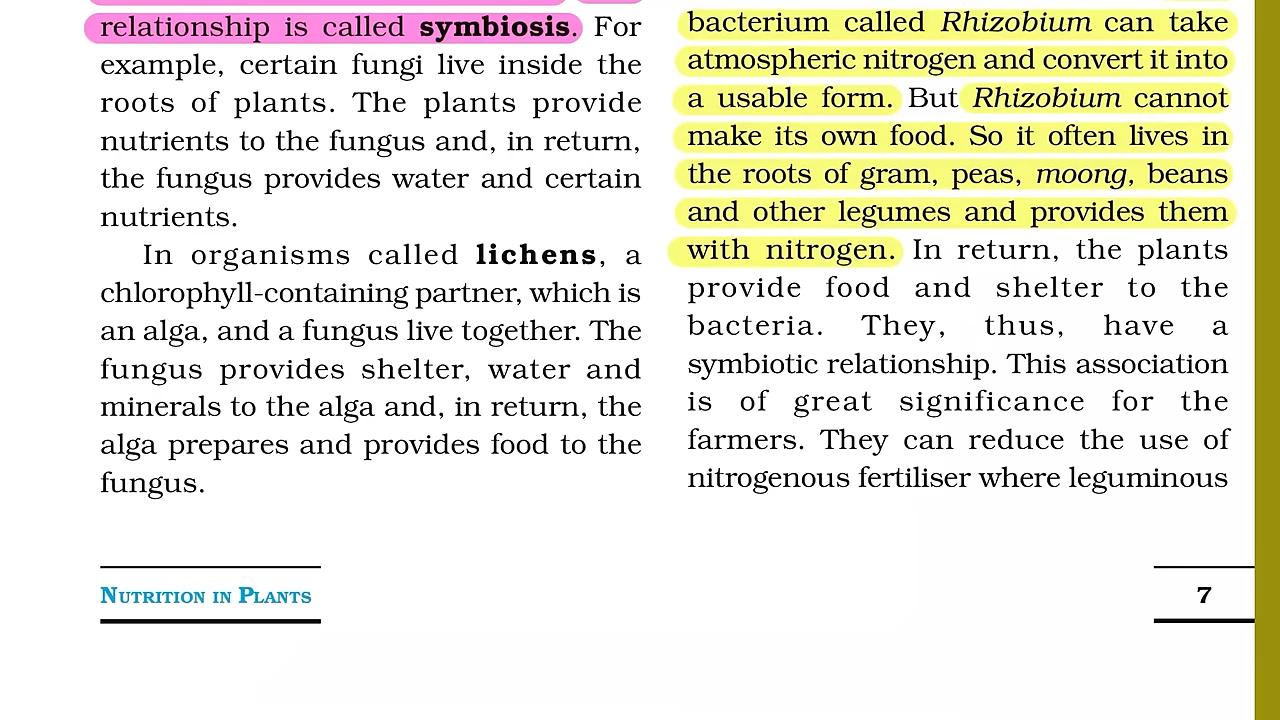 relationship is called symbiosis. For
example, certain fungi live inside the
roots of plants. The plants provide
nutrients to the fungus and, in return,
the fungus provides water and certain
nutrients.
In organisms called lichens, a
chlorophyll-containing partner, which is
an alga, and a fungus live together. The
fungus provides shelter, water and
minerals to the alga and, in return, the
alga prepares and provides food to the
fungus.
bacterium called Rhizobium can take
atmospheric nitrogen and convert it into
a usable form. But Rhizobium cannot
make its own food. So it often lives in
the roots of gram, peas, moong, beans
and other legumes and provides them
with nitrogen. In return, the plants
provide food and shelter to the
bacteria. They, thus, have a
symbiotic relationship. This association
is of great significance for the
farmers. They can reduce the use of
nitrogenous fertiliser where leguminous
NUTRITION IN PLANTS
7